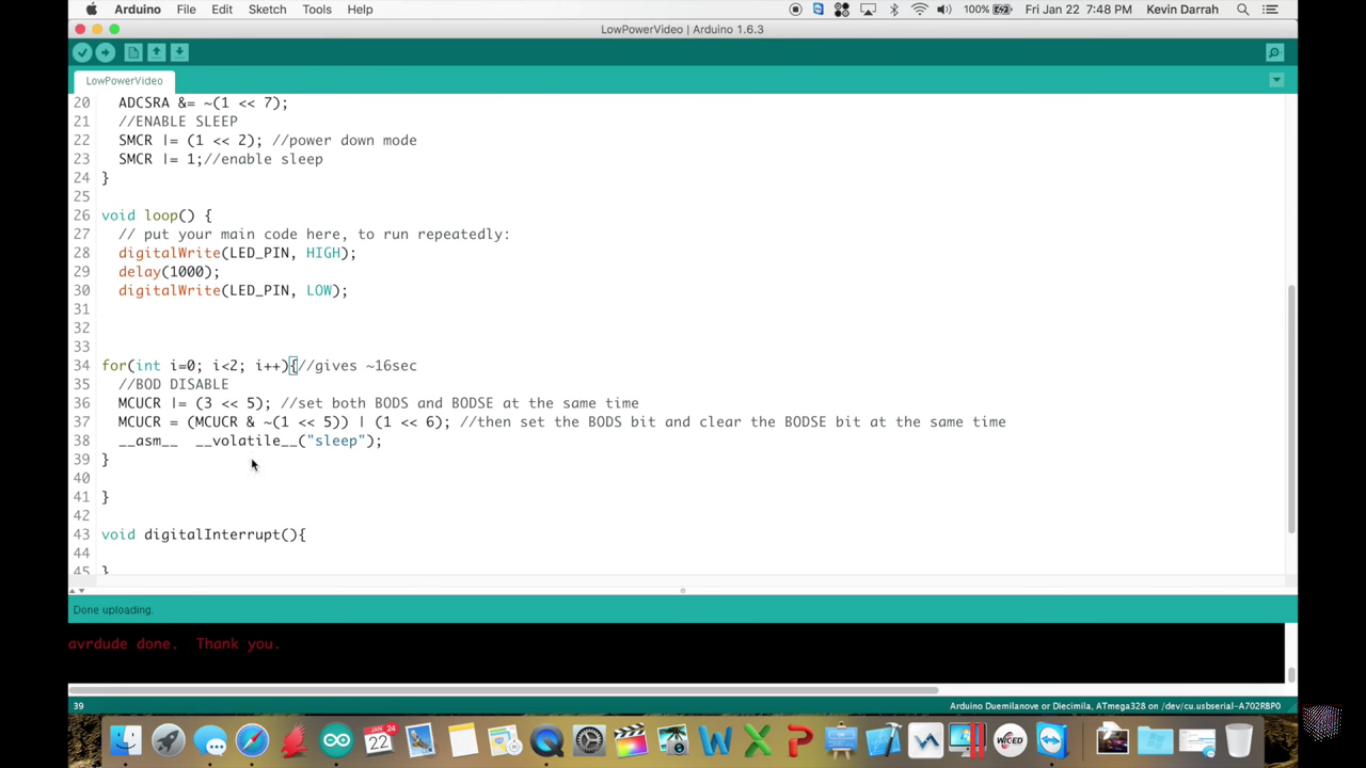 Arduino File Edit Sketch Tools Help 100% Fri Jan 22 7:48 PM Kevin Darrah
LowPowerVideo | Arduino 1.6.3
LowPowerVideo
20 ADCSRA &= ~(1 << 7);
21 //ENABLE SLEEP
22 SMCR |= (1 << 2); //power down mode
23 SMCR |= 1;//enable sleep
24 }
25
26 void loop() {
27 // put your main code here, to run repeatedly:
28 digitalWrite(LED_PIN, HIGH);
29 delay(1000);
30 digitalWrite(LED_PIN, LOW);
31
32
33
34 for(int i=0; i<2; i++){//gives ~16sec
35 //BOD DISABLE
36 MCUCR |= (3 << 5); //set both BODS and BODSE at the same time
37 MCUCR = (MCUCR & ~(1 << 5)) | (1 << 6); //then set the BODS bit and clear the BODSE bit at the same time
38 __asm__ __volatile__("sleep");
39 }
40
41 }
42
43 void digitalInterrupt(){
44
45 }
Done uploading.
avrdude done. Thank you.
39 Arduino Duemilanove or Diecimila, ATmega328 on /dev/cu.usbserial-A702RBP0
JAN 24
22
WICED